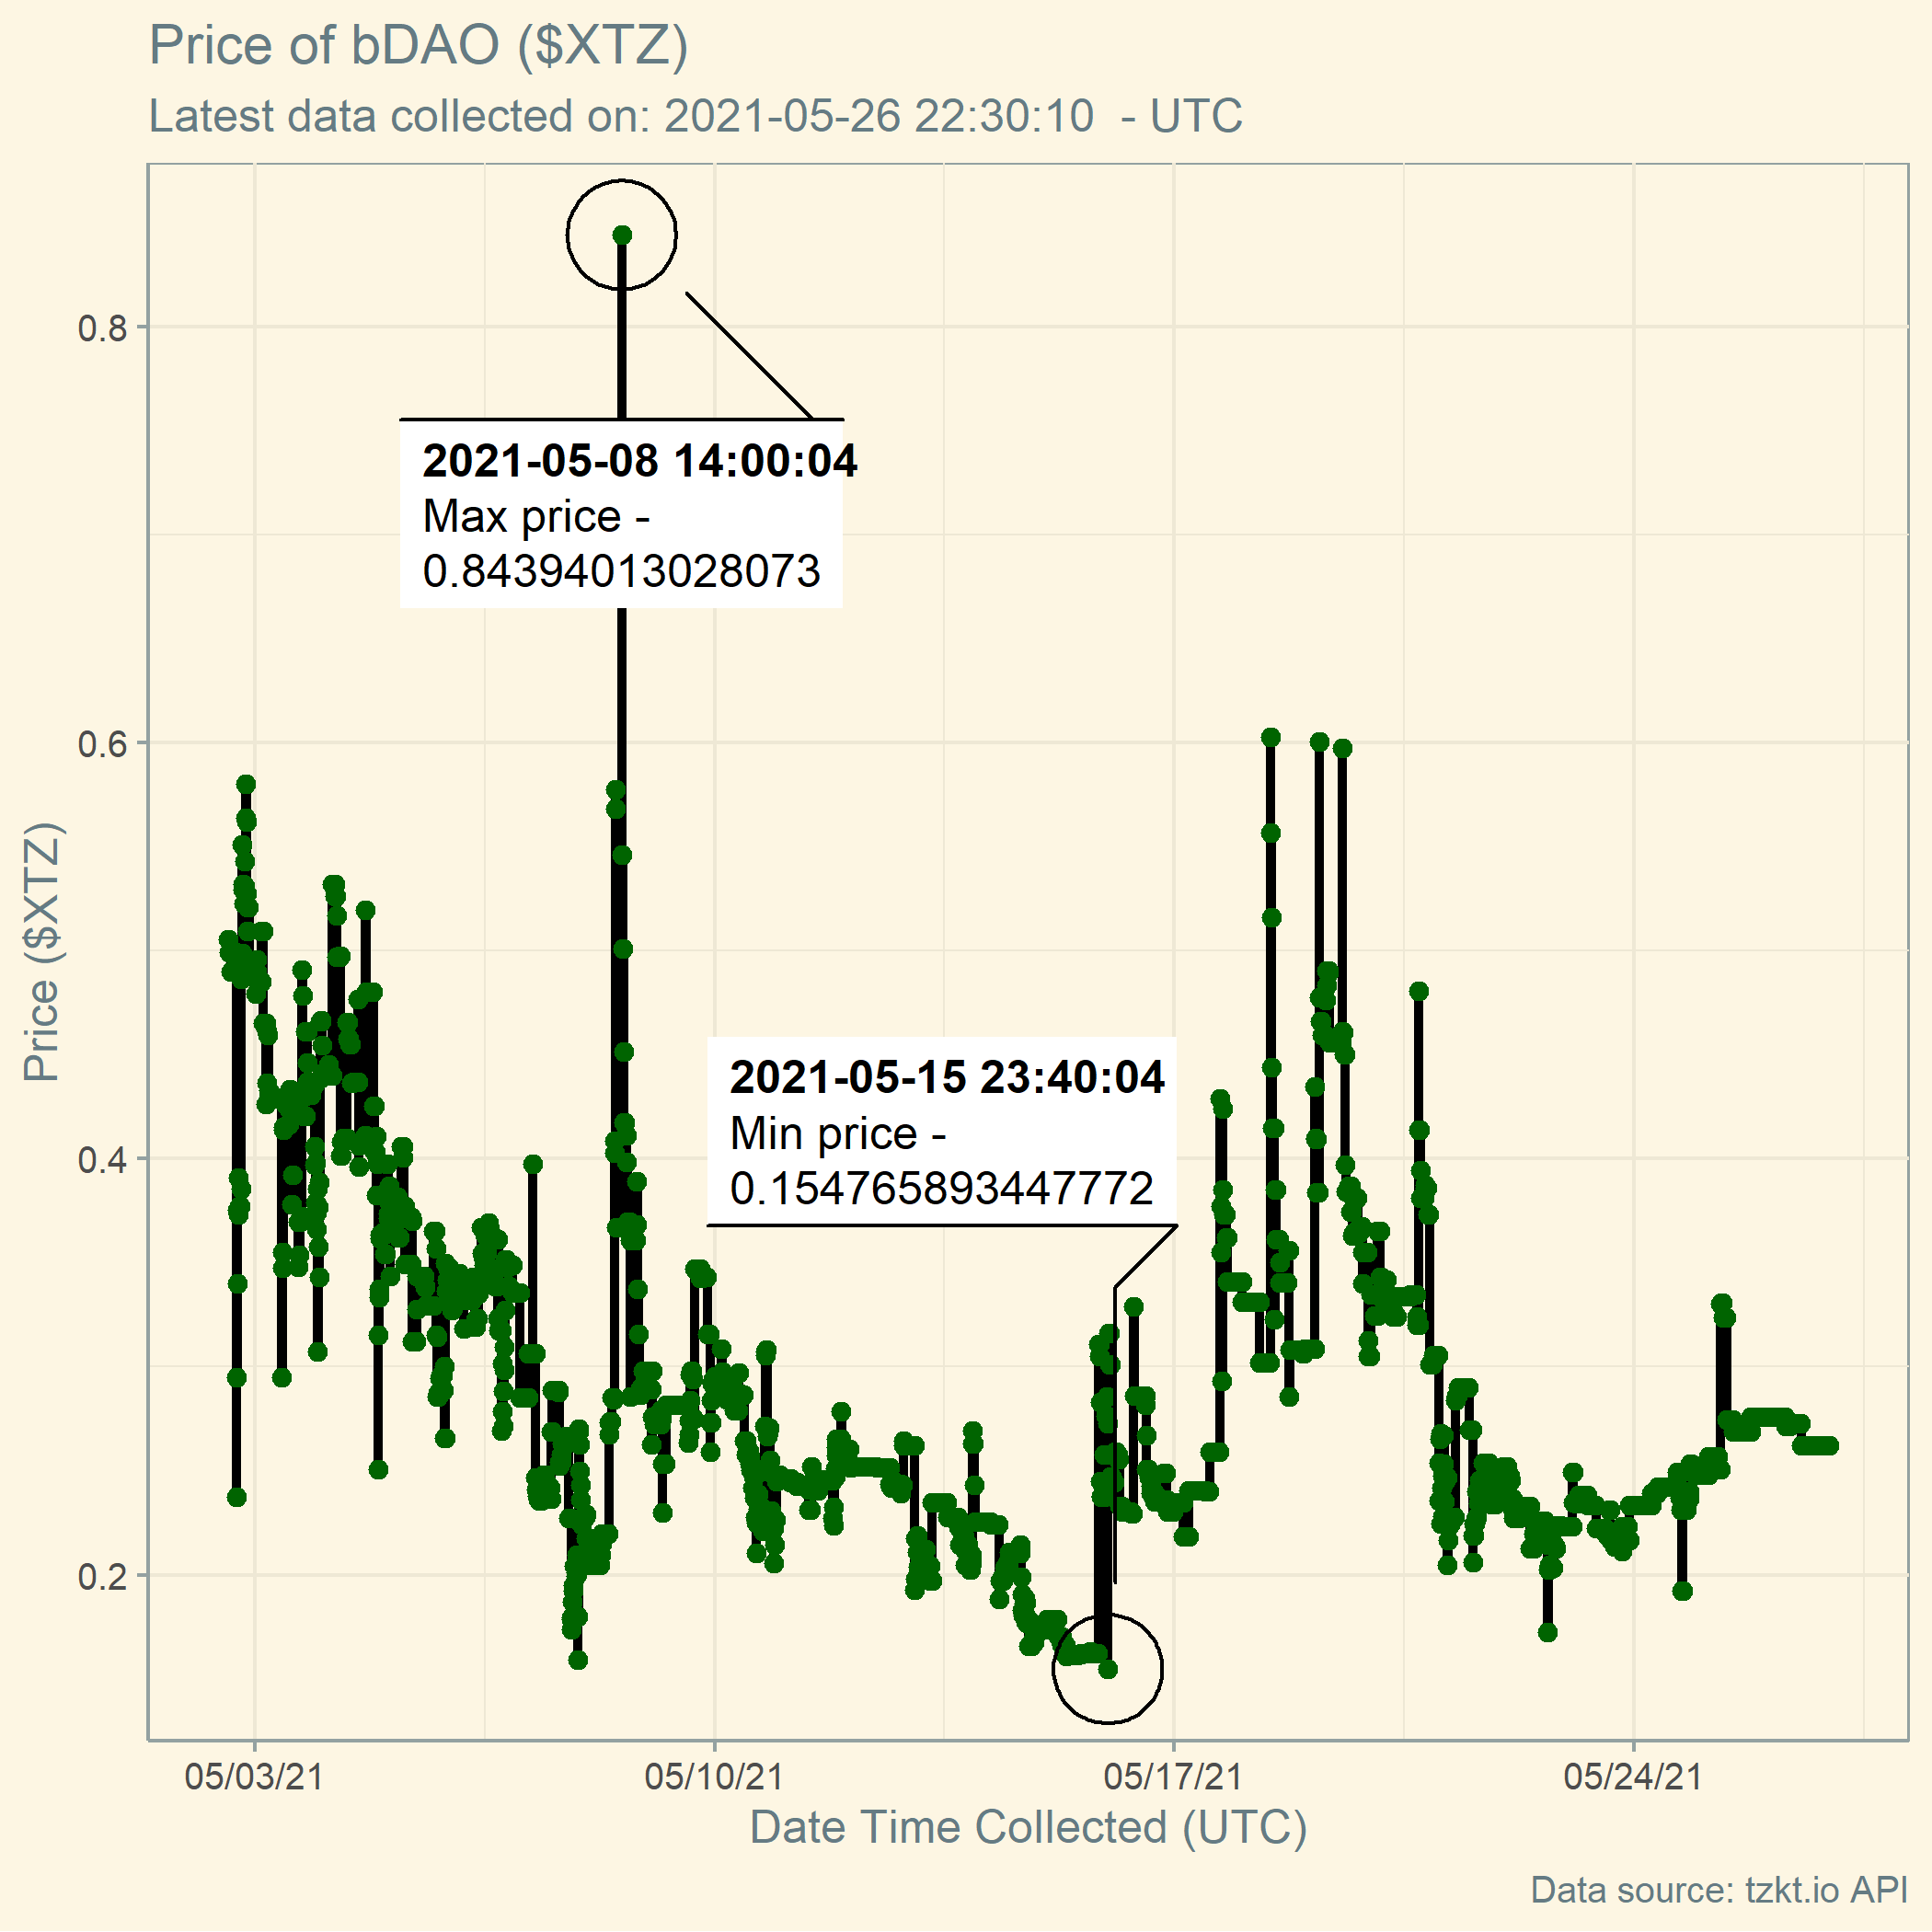 Price of bDAO ($XTZ)
Latest data collected on: 2021-05-26 22:30:10  - UTC
2021-05-08 14:00:04
Max price -
0.84394013028073
2021-05-15 23:40:04
Min price -
0.154765893447772
Price ($XTZ)
0.8
0.6
0.4
0.2
05/03/21 05/10/21 05/17/21 05/24/21
Date Time Collected (UTC)
Data source: tzkt.io API